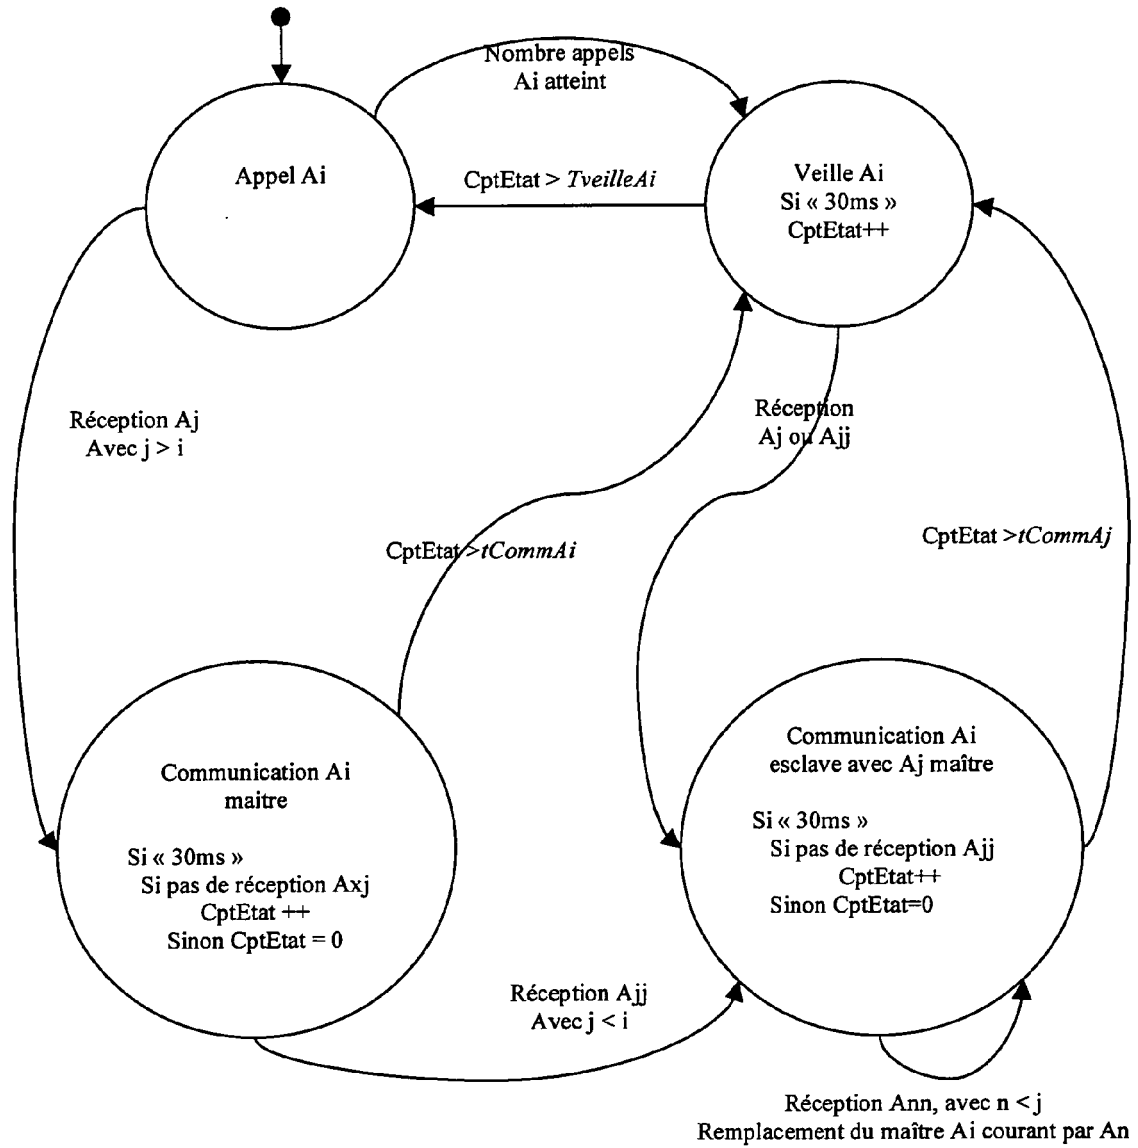 Nombre appels
Ai atteint
Appel Ai
CptEtat > TveilleAi
Veille Ai
Si « 30ms »
CptEtat++
Réception Aj
Avec j > i
Réception
Aj ou Ajj
CptEtat >tCommAi
CptEtat >tCommAj
Communication Ai
maitre
Si « 30ms »
Si pas de réception Axj
CptEtat ++
Sinon CptEtat = 0
Communication Ai
esclave avec Aj maître
Si « 30ms »
Si pas de réception Ajj
CptEtat++
Sinon CptEtat=0
Réception Ajj
Avec j < i
Réception Ann, avec n < j
Remplacement du maître Ai courant par An